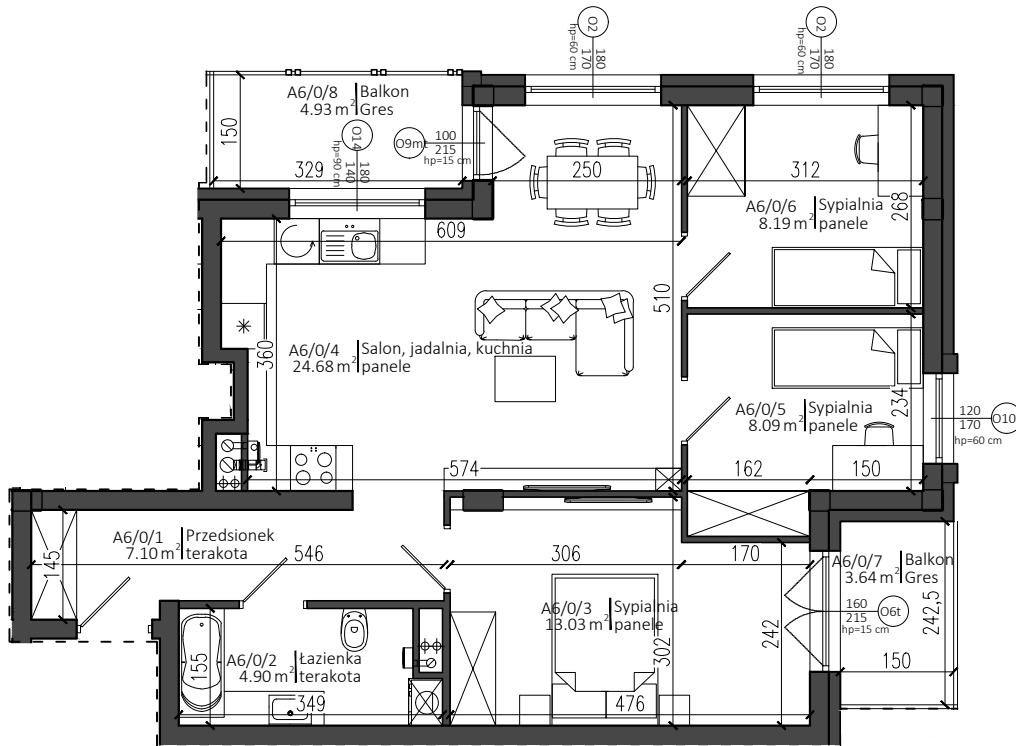 O2
180
170
hp=60 cm
O2
180
170
hp=60 cm
A6/0/8 Balkon
4.93 m² Gres
150
329
O14
180
140
hp=90 cm
O9mt
100
215
hp=15 cm
250
312
A6/0/6 Sypialnia
8.19 m² panele
268
609
510
360
A6/0/4 Salon, jadalnia, kuchnia
24.68 m² panele
A6/0/5 Sypialnia
8.09 m² panele
234
120
170
hp=60 cm
O10
574
162
150
A6/0/1 Przedsionek
7.10 m² terakota
145
546
306
170
A6/0/7 Balkon
3.64 m² Gres
A6/0/3 Sypialnia
13.03 m² panele
302
242
160
215
hp=15 cm
O6t
242,5
150
A6/0/2 Łazienka
4.90 m² terakota
155
349
476